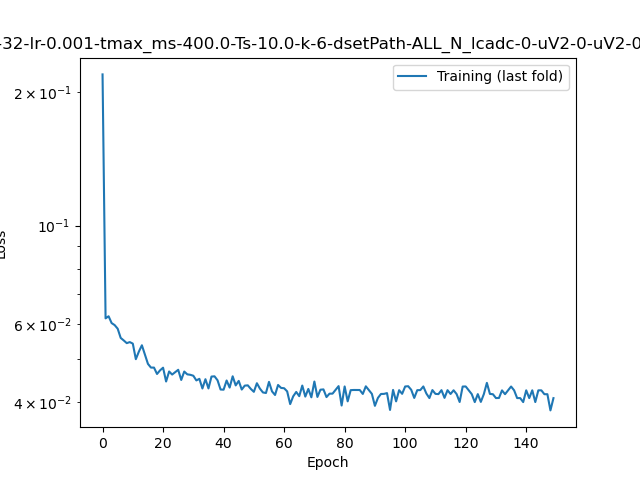 -32-lr-0.001-tmax_ms-400.0-Ts-10.0-k-6-dsetPath-ALL_N_lcadc-0-uV2-0-uV2-0
Training (last fold)
2 × 10⁻¹
10⁻¹
6 × 10⁻²
4 × 10⁻²
Loss
0 20 40 60 80 100 120 140
Epoch